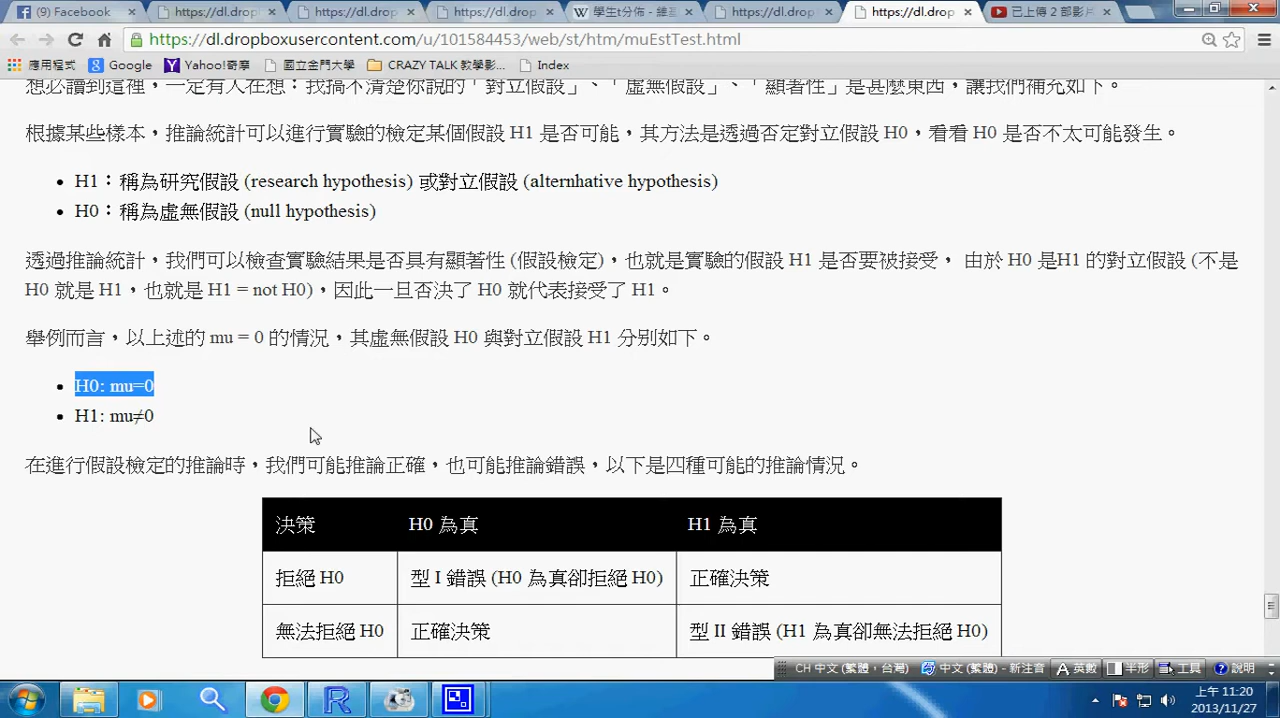 Facebook
https://dl.drop
https://dl.drop
https://dl.drop
學生t分佈 - 維基
https://dl.drop
https://dl.drop
已上傳 2 部影片
https://dl.dropboxusercontent.com/u/101584453/web/st/htm/muEstTest.html
應用程式 Google Yahoo!奇摩 國立金門大學 CRAZY TALK 教學影... Index
想必讀到這裡，一定有人在想：我搞不清楚你說的「對立假設」、「虛無假設」、「顯著性」是甚麼東西，讓我們補充如下。
根據某些樣本，推論統計可以進行實驗的檢定某個假設 H1 是否可能，其方法是透過否定對立假設 H0，看看 H0 是否不太可能發生。
• H1：稱為研究假設 (research hypothesis) 或對立假設 (alternhative hypothesis)
• H0：稱為虛無假設 (null hypothesis)
透過推論統計，我們可以檢查實驗結果是否具有顯著性 (假設檢定)，也就是實驗的假設 H1 是否要被接受， 由於 H0 是H1 的對立假設 (不是
H0 就是 H1，也就是 H1 = not H0)，因此一旦否決了 H0 就代表接受了 H1。
舉例而言，以上述的 mu = 0 的情況，其虛無假設 H0 與對立假設 H1 分別如下。
• H0: mu=0
• H1: mu≠0
在進行假設檢定的推論時，我們可能推論正確，也可能推論錯誤，以下是四種可能的推論情況。
決策 H0 為真 H1 為真
拒絕 H0 型 I 錯誤 (H0 為真卻拒絕 H0) 正確決策
無法拒絕 H0 正確決策 型 II 錯誤 (H1 為真卻無法拒絕 H0)
CH 中文 (繁體，台灣) 中文 (繁體) - 新注音 英數 半形 工具 說明
上午 11:20
2013/11/27